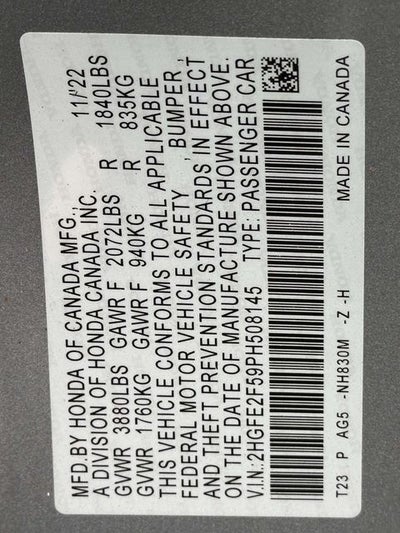 MFD.BY HONDA OF CANADA MFG., 11/22
A DIVISION OF HONDA CANADA INC.
GVWR 3880LBS GAWR F 2072LBS R 1840LBS
GVWR 1760KG GAWR F 940KG R 835KG
THIS VEHICLE CONFORMS TO ALL APPLICABLE
FEDERAL MOTOR VEHICLE SAFETY , BUMPER ,
AND THEFT PREVENTION STANDARDS IN EFFECT
ON THE DATE OF MANUFACTURE SHOWN ABOVE.
V.I.N.:2HGFE2F59PH508145 TYPE: PASSENGER CAR
T23 P AG5 -NH830M -Z -H MADE IN CANADA